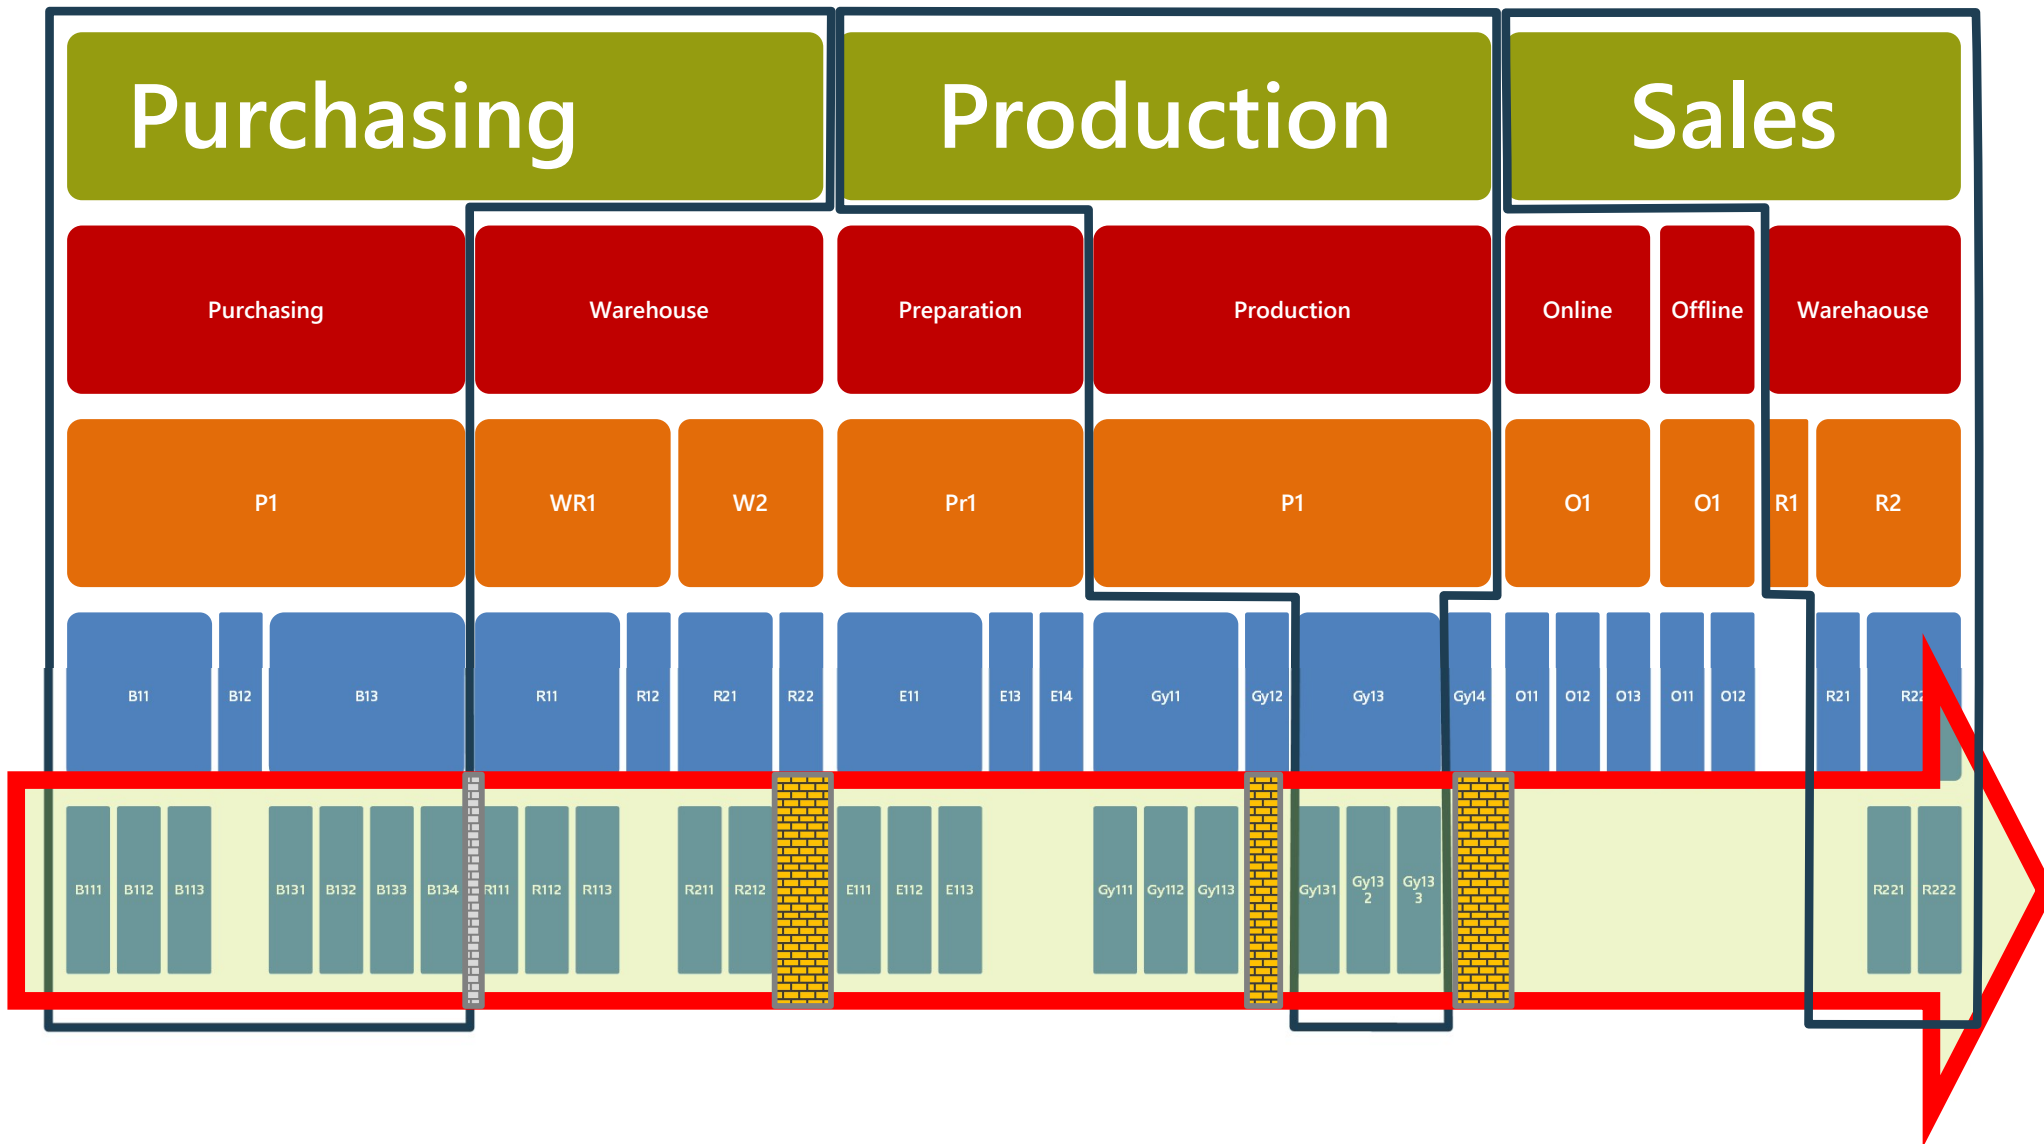 Purchasing
Production
Sales
Purchasing
Warehouse
Preparation
Production
Online
Offline
Warehaouse
P1
WR1
W2
Pr1
P1
O1
O1
R1
R2
B11
B12
B13
R11
R12
R21
R22
E11
E13
E14
Gy11
Gy12
Gy13
Gy14
O11
O12
O13
O11
O12
R21
R22
B111
B112
B113
B131
B132
B133
B134
R111
R112
R113
R211
R212
E111
E112
E113
Gy111
Gy112
Gy113
Gy131
Gy13
2
Gy13
3
R221
R222